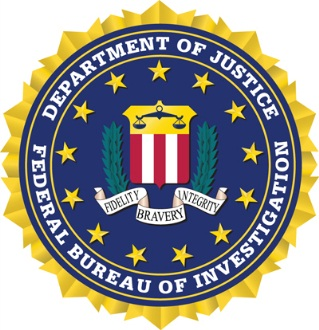 DEPARTMENT OF JUSTICE
FIDELITY
BRAVERY
INTEGRITY
FEDERAL BUREAU OF INVESTIGATION